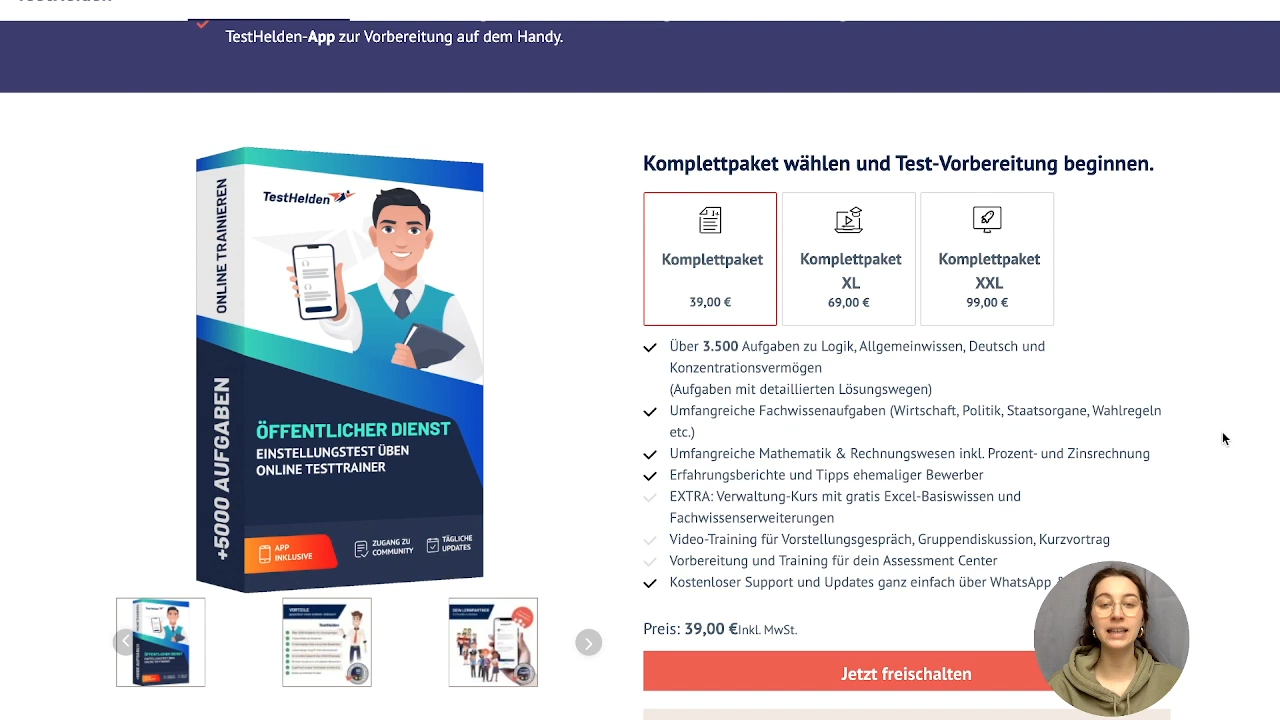 TestHelden-App zur Vorbereitung auf dem Handy.
ONLINE TRAINIEREN
+5000 AUFGABEN
TestHelden
ÖFFENTLICHER DIENST
EINSTELLUNGSTEST ÜBEN
ONLINE TESTTRAINER
APP
INKLUSIVE
ZUGANG ZU
COMMUNITY
TÄGLICHE
UPDATES
VORTEILE
TestHelden
DEIN LERNPARTNER
Komplettpaket wählen und Test-Vorbereitung beginnen.
Komplettpaket
39,00 €
Komplettpaket
XL
69,00 €
Komplettpaket
XXL
99,00 €
Über 3.500 Aufgaben zu Logik, Allgemeinwissen, Deutsch und
Konzentrationsvermögen
(Aufgaben mit detaillierten Lösungswegen)
Umfangreiche Fachwissenaufgaben (Wirtschaft, Politik, Staatsorgane, Wahlregeln
etc.)
Umfangreiche Mathematik & Rechnungswesen inkl. Prozent- und Zinsrechnung
Erfahrungsberichte und Tipps ehemaliger Bewerber
EXTRA: Verwaltung-Kurs mit gratis Excel-Basiswissen und
Fachwissenserweiterungen
Video-Training für Vorstellungsgespräch, Gruppendiskussion, Kurzvortrag
Vorbereitung und Training für dein Assessment Center
Kostenloser Support und Updates ganz einfach über WhatsApp
Preis: 39,00 €Inkl. MwSt.
Jetzt freischalten